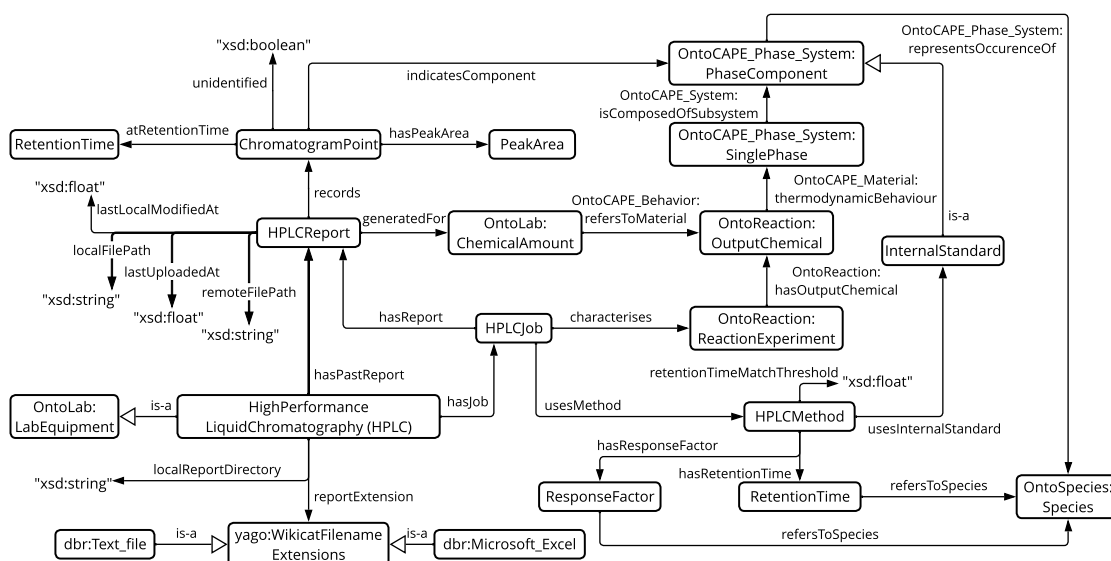 "xsd:boolean"
OntoCAPE_Phase_System:
representsOccurenceOf
OntoCAPE_Phase_System:
PhaseComponent
unidentified
indicatesComponent
OntoCAPE_System:
isComposedOfSubsystem
RetentionTime
atRetentionTime
ChromatogramPoint
hasPeakArea
PeakArea
OntoCAPE_Phase_System:
SinglePhase
"xsd:float"
records
OntoCAPE_Material:
thermodynamicBehaviour
lastLocalModifiedAt
HPLCReport
generatedFor
OntoLab:
ChemicalAmount
OntoCAPE_Behavior:
refersToMaterial
OntoReaction:
OutputChemical
is-a
InternalStandard
localFilePath
lastUploadedAt
remoteFilePath
"xsd:string"
"xsd:float"
"xsd:string"
OntoReaction:
hasOutputChemical
hasReport
HPLCJob
characterises
OntoReaction:
ReactionExperiment
hasPastReport
retentionTimeMatchThreshold
"xsd:float"
OntoLab:
LabEquipment
is-a
HighPerformance
LiquidChromatography (HPLC)
hasJob
usesMethod
HPLCMethod
usesInternalStandard
hasResponseFactor
localReportDirectory
"xsd:string"
hasRetentionTime
reportExtension
ResponseFactor
RetentionTime
refersToSpecies
OntoSpecies:
Species
dbr:Text_file
is-a
yago:WikicatFilename
Extensions
is-a
dbr:Microsoft_Excel
refersToSpecies